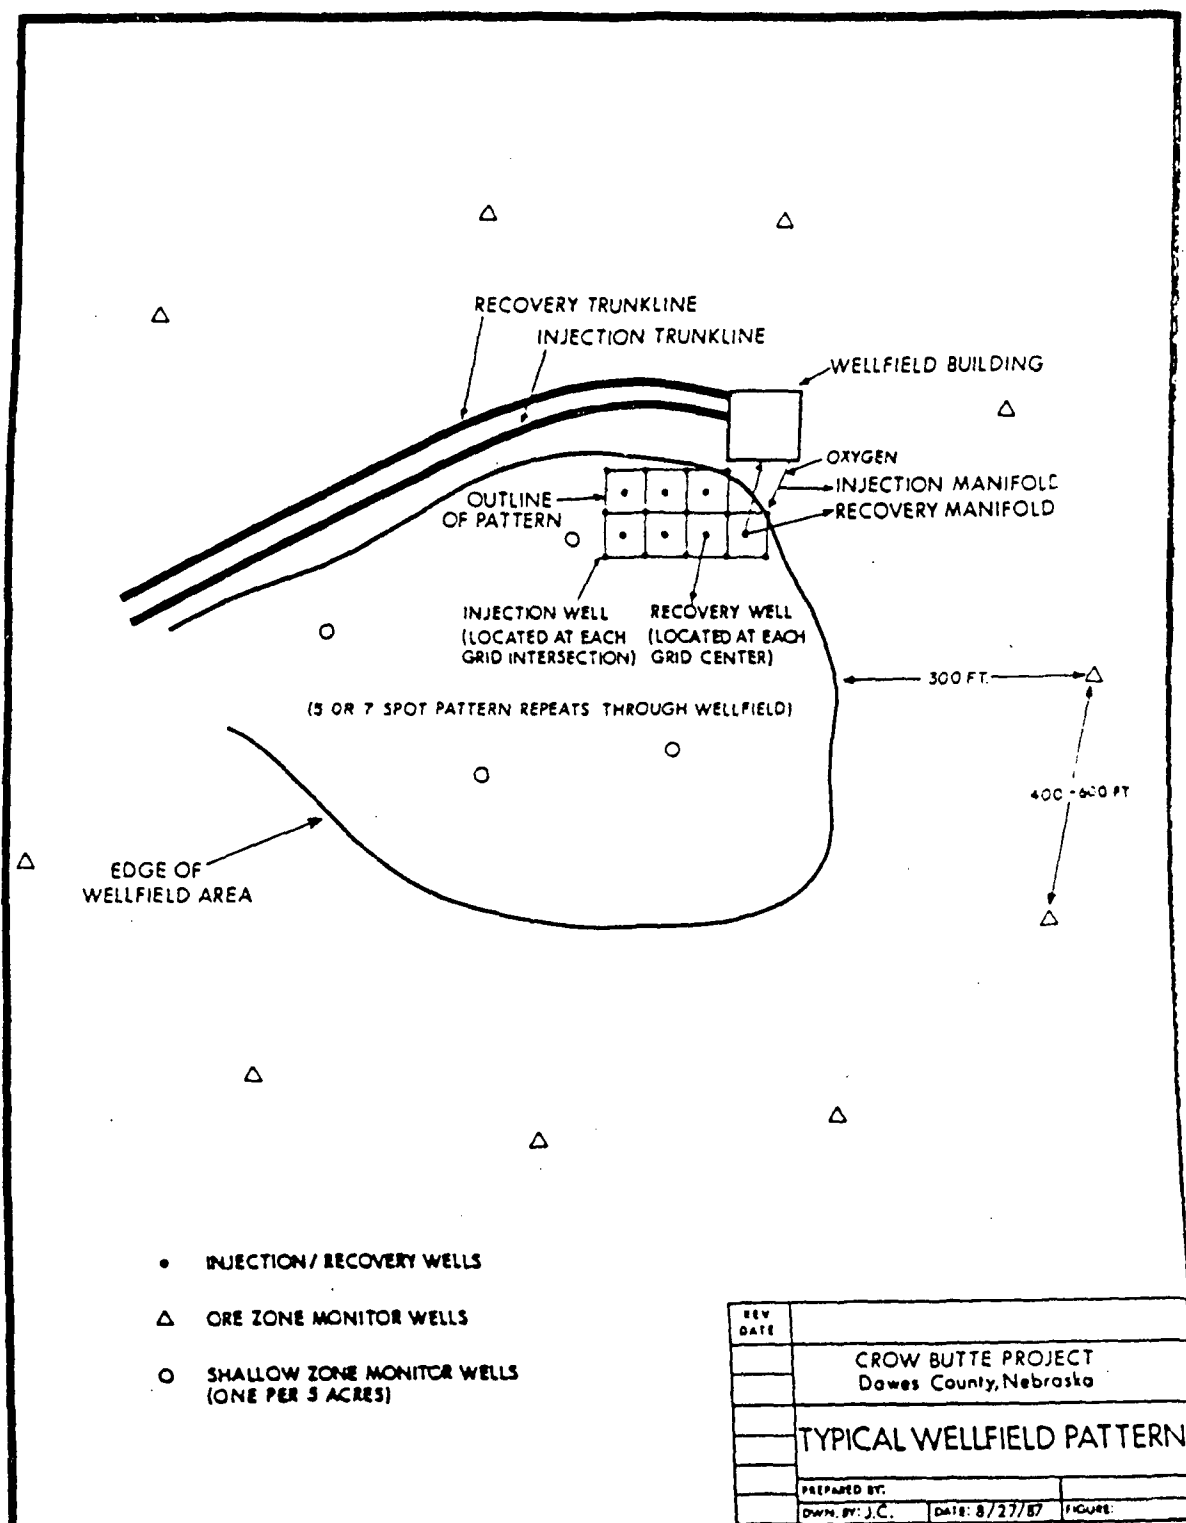 RECOVERY TRUNKLINE
INJECTION TRUNKLINE
WELLFIELD BUILDING
OXYGEN
INJECTION MANIFOLD
RECOVERY MANIFOLD
OUTLINE
OF PATTERN
INJECTION WELL
(LOCATED AT EACH
GRID INTERSECTION)
RECOVERY WELL
(LOCATED AT EACH
GRID CENTER)
300 FT.
(5 OR 7 SPOT PATTERN REPEATS THROUGH WELLFIELD)
400-600 FT
EDGE OF
WELLFIELD AREA
INJECTION / RECOVERY WELLS
ORE ZONE MONITOR WELLS
SHALLOW ZONE MONITOR WELLS
(ONE PER 5 ACRES)
REV
DATE
CROW BUTTE PROJECT
Dawes County, Nebraska
TYPICAL WELLFIELD PATTERN
PREPARED BY:
DWN. BY: J.C.
DATE: 8/27/87
FIGURE: